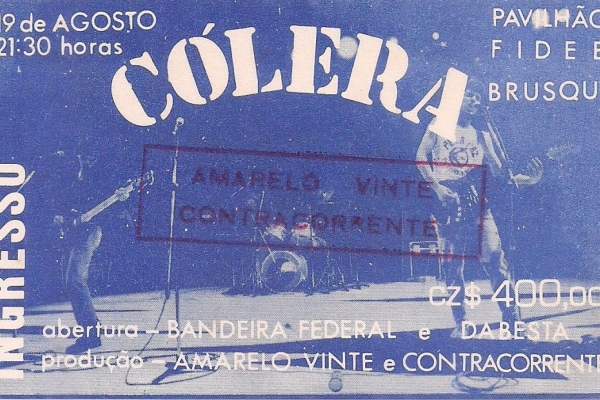 19 de AGOSTO
21:30 horas
PAVILHÃO
FIDEB
BRUSQU
CÓLERA
AMARELO VINTE
CONTRACORRENTE
INGRESSO
CZ$ 400,00
abertura – BANDEIRA FEDERAL e DABESTA
produção – AMARELO VINTE e CONTRACORRENTE